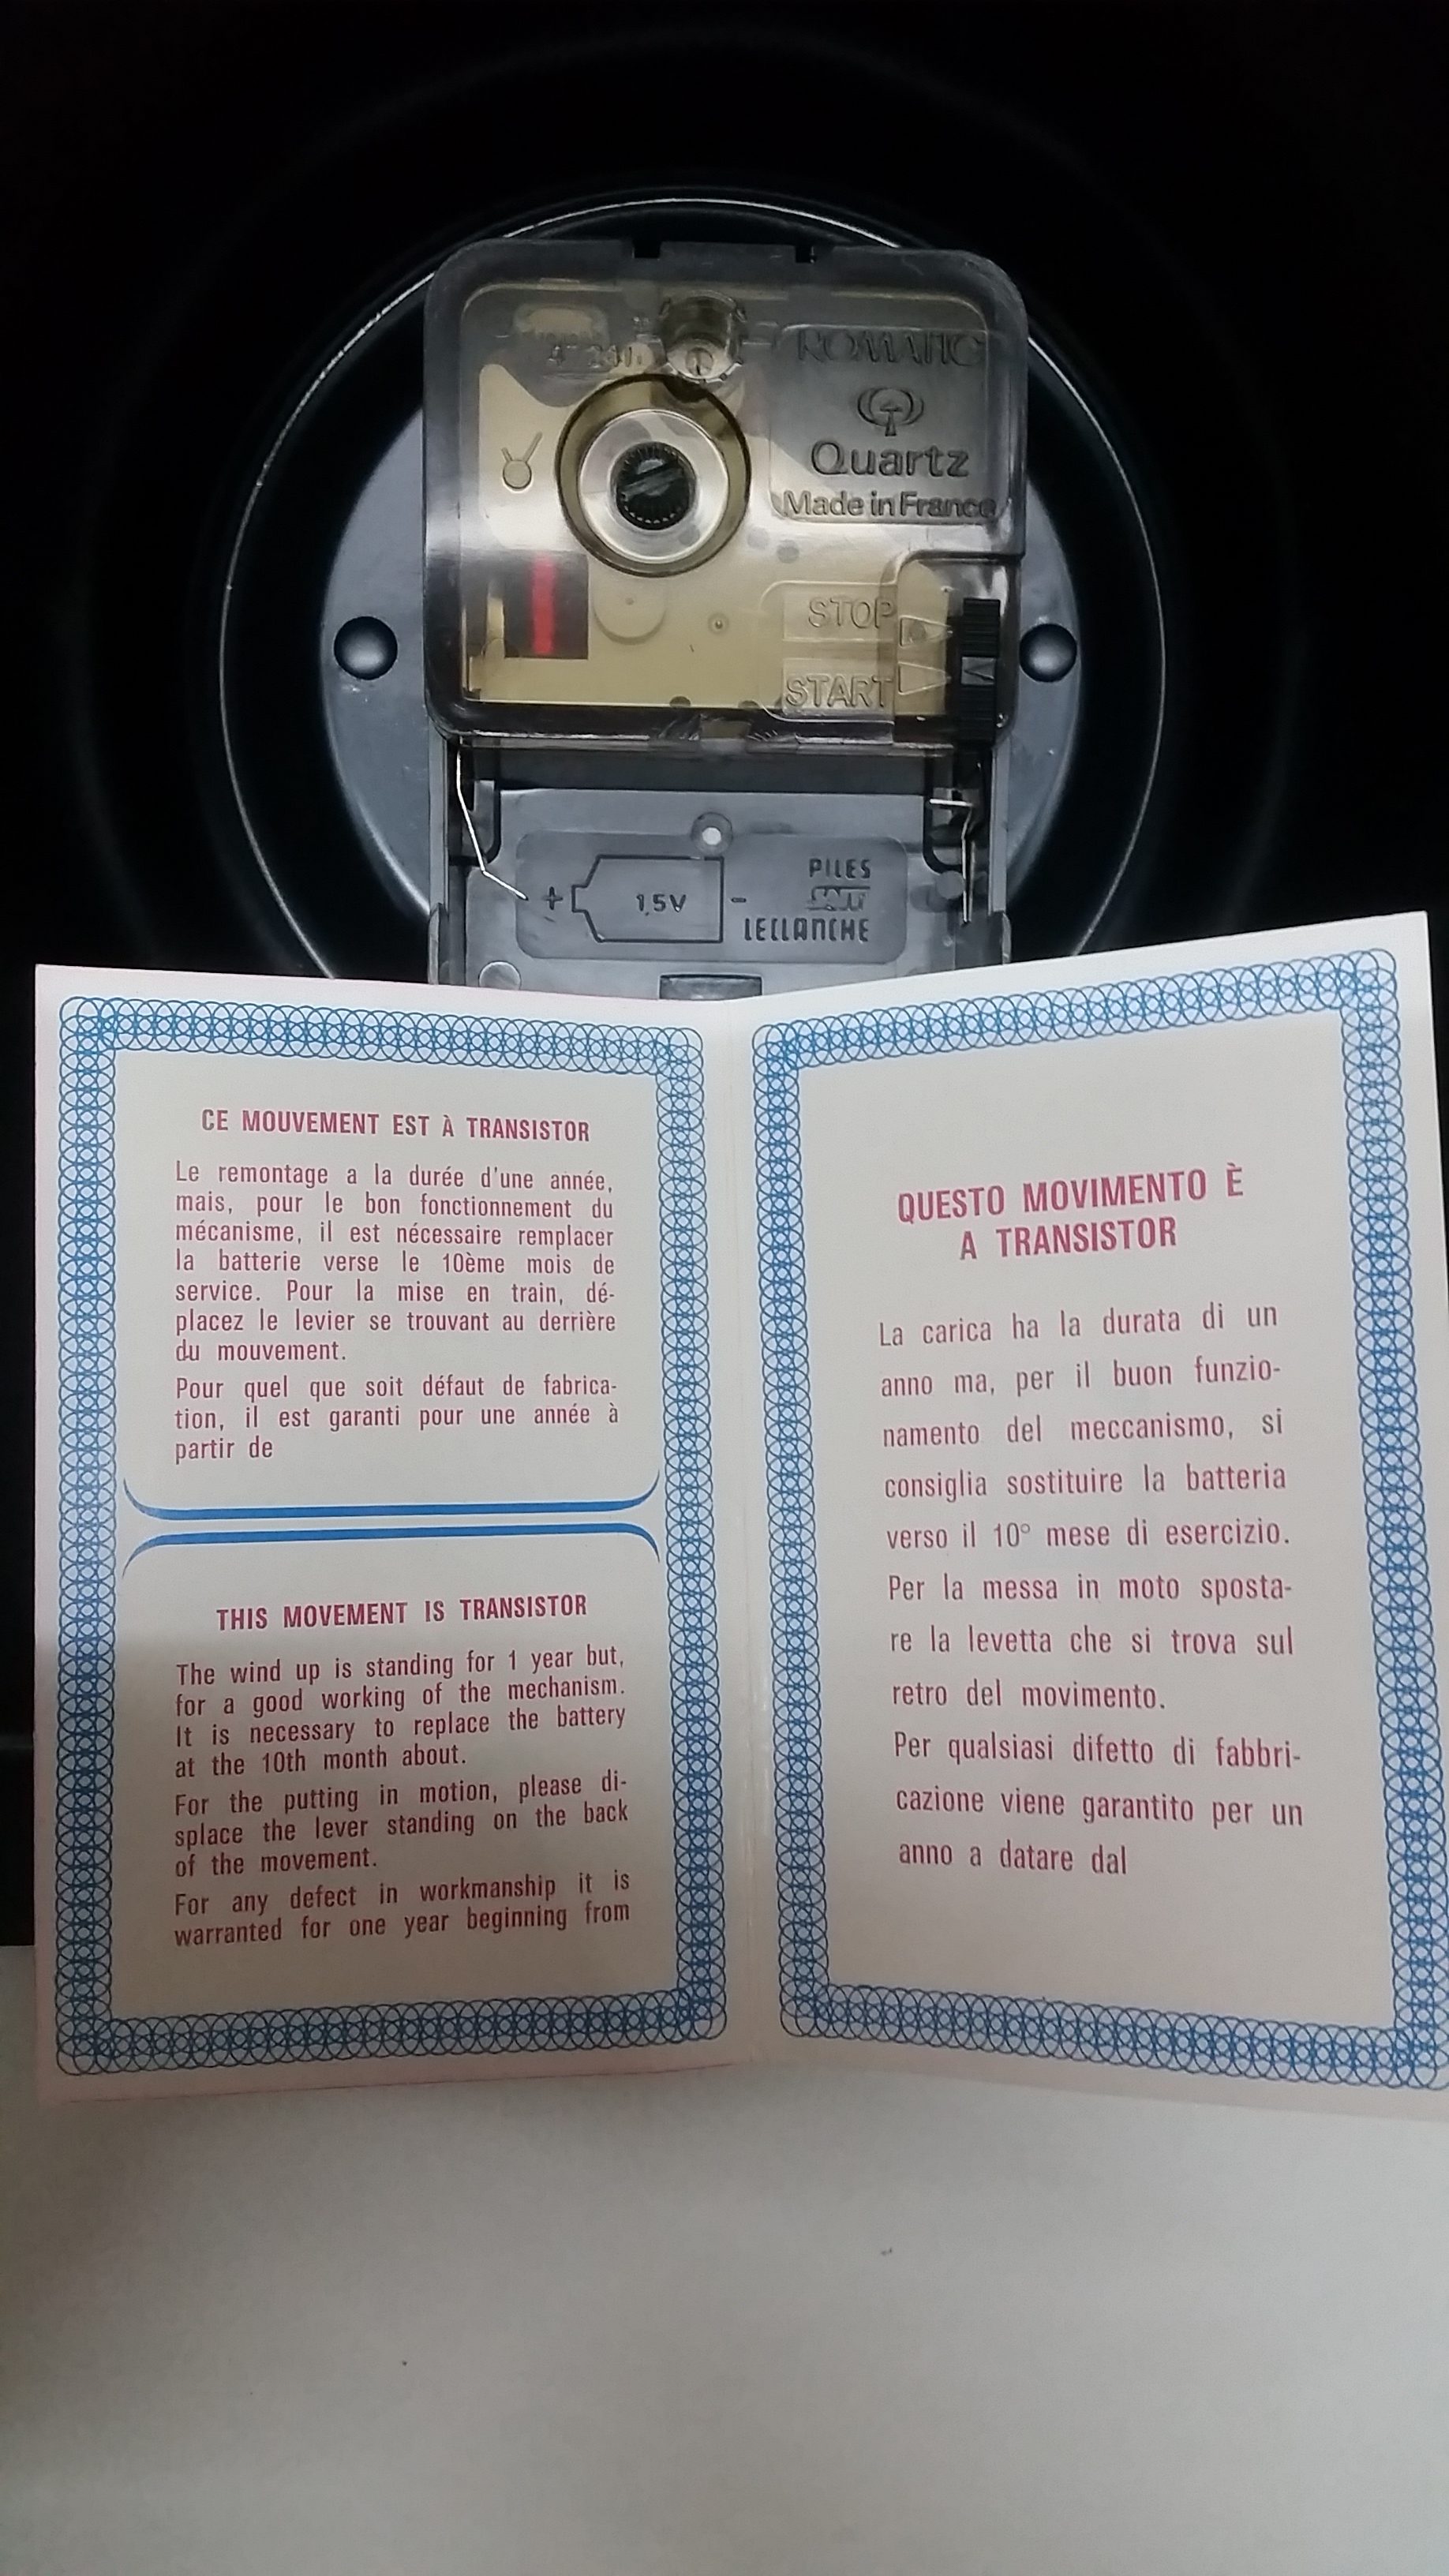 ROMATIC
Quartz
Made in France
STOP
START
+ 1,5V -
PILES
LECLANCHE
CE MOUVEMENT EST À TRANSISTOR
Le remontage a la durée d'une année,
mais, pour le bon fonctionnement du
mécanisme, il est nécessaire remplacer
la batterie verse le 10ème mois de
service. Pour la mise en train, dé-
placez le levier se trouvant au derrière
du mouvement.
Pour quel que soit défaut de fabrica-
tion, il est garanti pour une année à
partir de
THIS MOVEMENT IS TRANSISTOR
The wind up is standing for 1 year but,
for a good working of the mechanism.
It is necessary to replace the battery
at the 10th month about.
For the putting in motion, please di-
splace the lever standing on the back
of the movement.
For any defect in workmanship it is
warranted for one year beginning from
QUESTO MOVIMENTO È
A TRANSISTOR
La carica ha la durata di un
anno ma, per il buon funzio-
namento del meccanismo, si
consiglia sostituire la batteria
verso il 10° mese di esercizio.
Per la messa in moto sposta-
re la levetta che si trova sul
retro del movimento.
Per qualsiasi difetto di fabbri-
cazione viene garantito per un
anno a datare dal